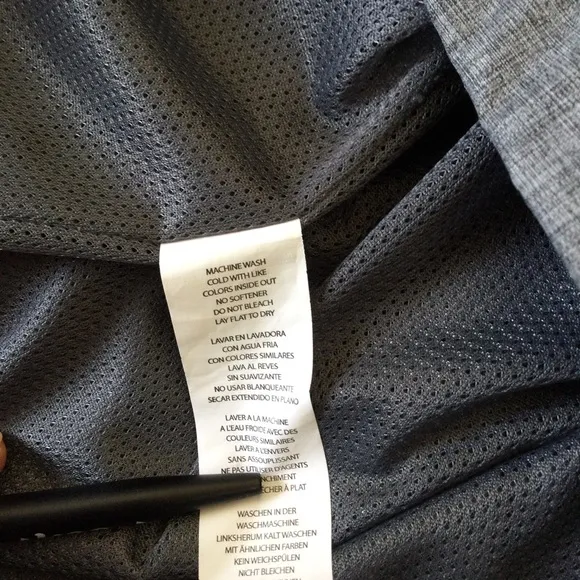 MACHINE WASH
COLD WITH LIKE
COLORS INSIDE OUT
NO SOFTENER
DO NOT BLEACH
LAY FLAT TO DRY
LAVAR EN LAVADORA
CON AGUA FRIA
CON COLORES SIMILARES
LAVA AL REVES
SIN SUAVIZANTE
NO USAR BLANQUEANTE
SECAR EXTENDIDO EN PLANO
LAVER A LA MACHINE
A L'EAU FROIDE AVEC DES
COULEURS SIMILAIRES
LAVER A L'ENVERS
SANS ASSOUPLISSANT
NE PAS UTILISER D'AGENTS
À PLAT
WASCHEN IN DER
WASCHMASCHINE
LINKSHERUM KALT WASCHEN
MIT ÄHNLICHEN FARBEN
KEIN WEICHSPÜLEN
NICHT BLEICHEN